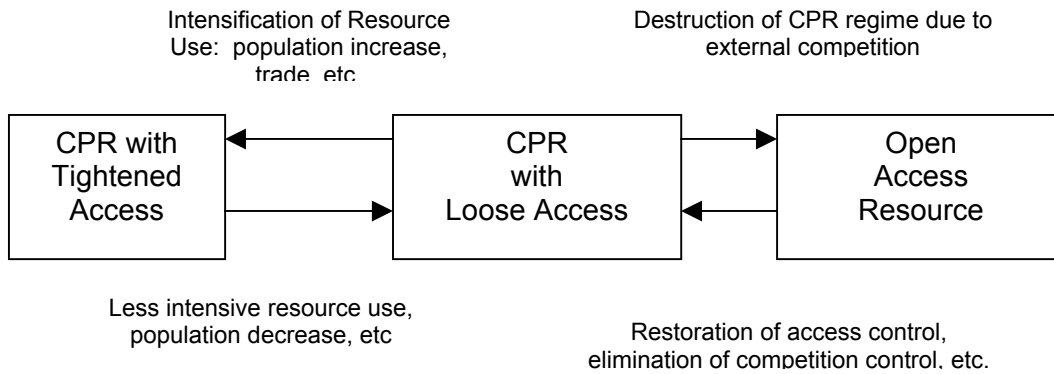 Intensification of Resource
Use: population increase,
trade, etc
Destruction of CPR regime due to
external competition
CPR with
Tightened
Access
CPR
with
Loose Access
Open
Access
Resource
Less intensive resource use,
population decrease, etc
Restoration of access control,
elimination of competition control, etc.